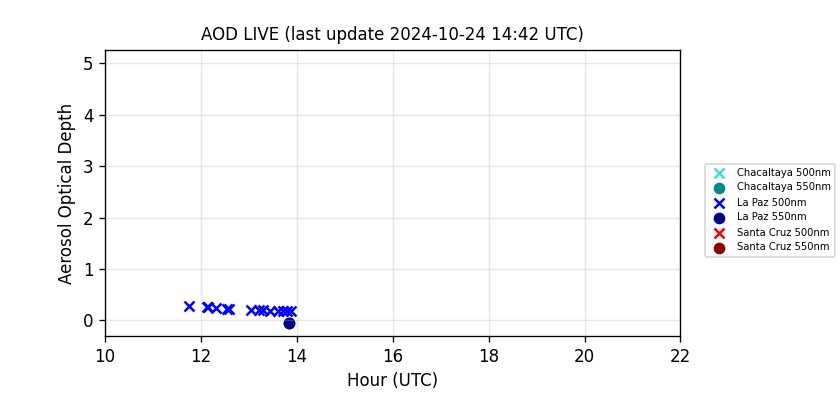 AOD LIVE (last update 2024-10-24 14:42 UTC)
5
4
3
2
1
0
Aerosol Optical Depth
10 12 14 16 18 20 22
Hour (UTC)
Chacaltaya 500nm
Chacaltaya 550nm
La Paz 500nm
La Paz 550nm
Santa Cruz 500nm
Santa Cruz 550nm